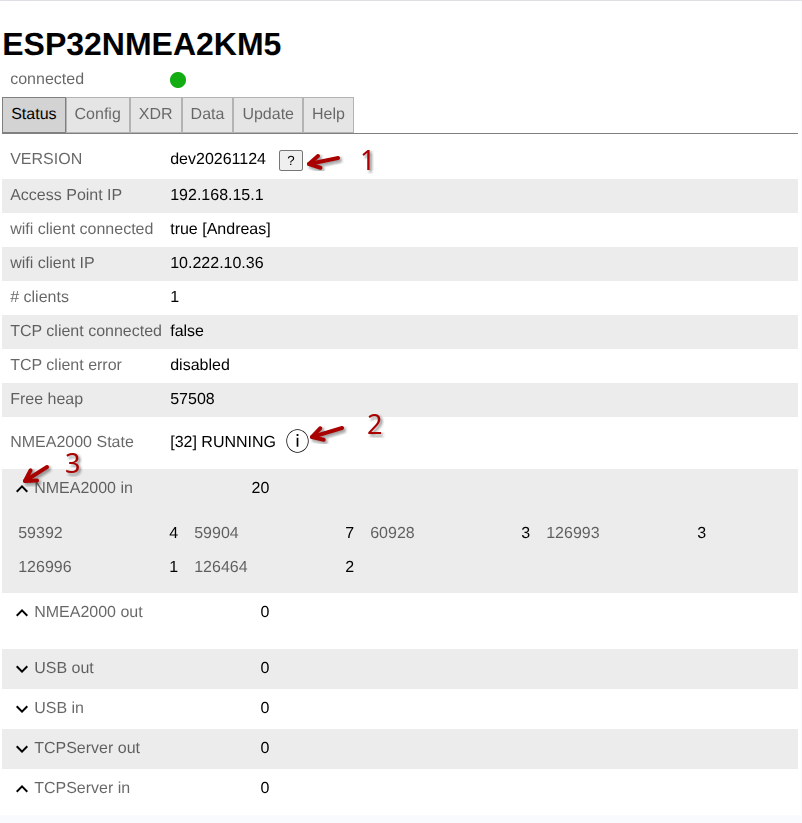 ESP32NMEA2KM5
connected
Status Config XDR Data Update Help
VERSION dev20261124 ? 1
Access Point IP 192.168.15.1
wifi client connected true [Andreas]
wifi client IP 10.222.10.36
# clients 1
TCP client connected false
TCP client error disabled
Free heap 57508
NMEA2000 State [32] RUNNING i 2
3
NMEA2000 in 20
59392 4 59904 7 60928 3 126993 3
126996 1 126464 2
NMEA2000 out 0
USB out 0
USB in 0
TCPServer out 0
TCPServer in 0